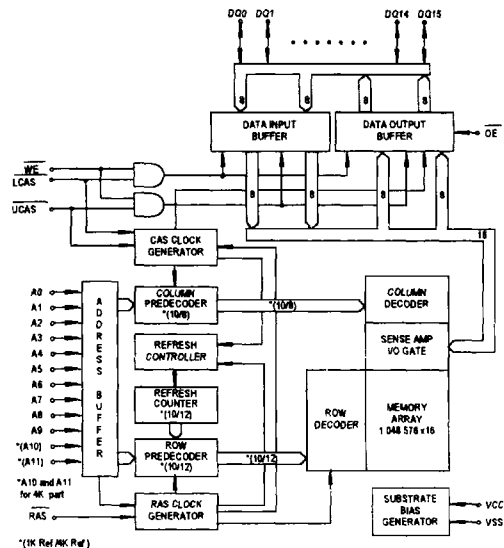 DQ0 DQ1 DQ14 DQ15
8 8 8 8
DATA INPUT
BUFFER
DATA OUTPUT
BUFFER
OE
WE
LCAS
UCAS
8 8 8 8
16
CAS CLOCK
GENERATOR
A0
A1
A2
A3
A4
A5
A6
A7
A8
A9
*(A10)
*(A11)
ADDRESS BUFFER
COLUMN
PREDECODER
*(10/8)
*(10/8)
COLUMN
DECODER
REFRESH
CONTROLLER
SENSE AMP
I/O GATE
REFRESH
COUNTER
*(10/12)
ROW
DECODER
MEMORY
ARRAY
1 048 576 x16
ROW
PREDECODER
*(10/12)
*(10/12)
*A10 and A11
for 4K part
RAS
RAS CLOCK
GENERATOR
SUBSTRATE
BIAS
GENERATOR
VCC
VSS
*(1K Ref /4K Ref )